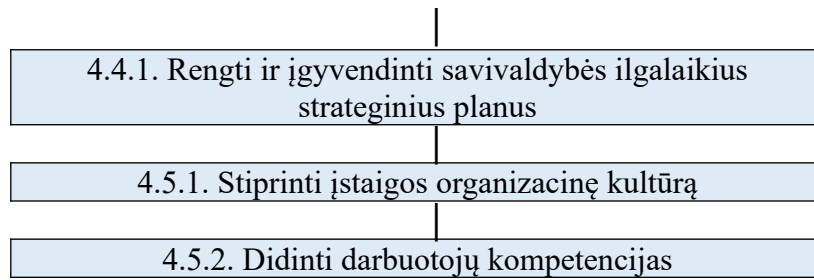 4.4.1. Rengti ir įgyvendinti savivaldybės ilgalaikius
strateginius planus
4.5.1. Stiprinti įstaigos organizacinę kultūrą
4.5.2. Didinti darbuotojų kompetencijas